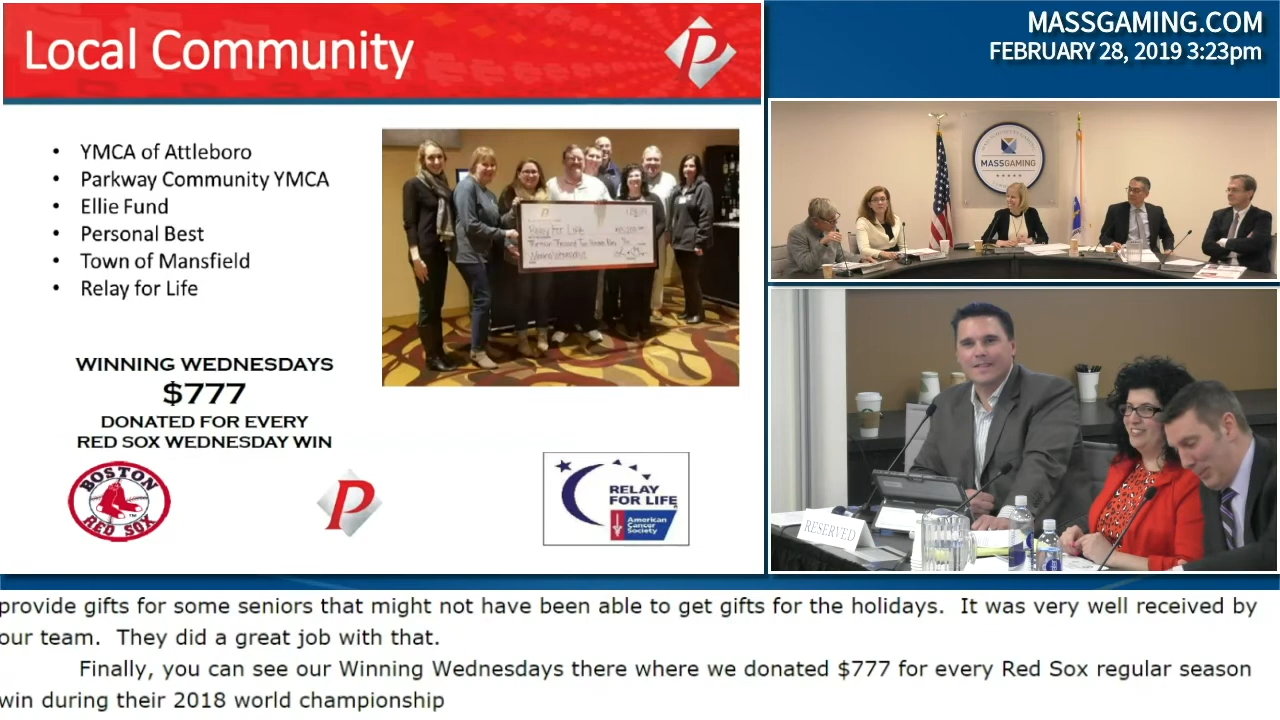 Local Community
P
MASSGAMING.COM
FEBRUARY 28, 2019 3:23pm
• YMCA of Attleboro
• Parkway Community YMCA
• Ellie Fund
• Personal Best
• Town of Mansfield
• Relay for Life
Relay For Life
MASSGAMING
WINNING WEDNESDAYS
$777
DONATED FOR EVERY
RED SOX WEDNESDAY WIN
BOSTON
RED SOX
P
RELAY
FOR LIFE
American
Cancer
Society
RESERVED
provide gifts for some seniors that might not have been able to get gifts for the holidays. It was very well received by
our team. They did a great job with that.
Finally, you can see our Winning Wednesdays there where we donated $777 for every Red Sox regular season
win during their 2018 world championship